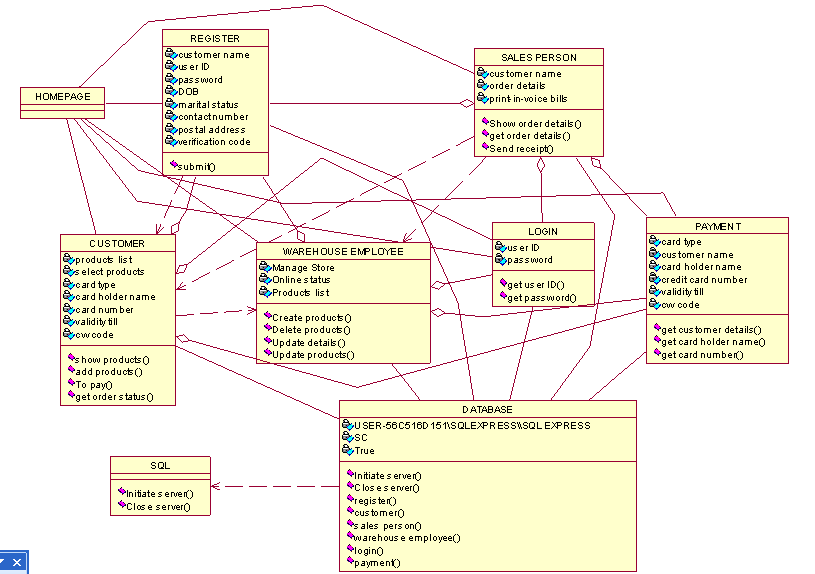 REGISTER
customer name
user ID
password
DOB
marital status
contact number
postal address
verification code
submit()
SALES PERSON
customer name
order details
print in-voice bills
Show order details()
get order details()
Send receipt()
HOMEPAGE
CUSTOMER
products list
select products
card type
card holder name
card number
validity till
cw code
show products()
add products()
To pay()
get order status()
WAREHOUSE EMPLOYEE
Manage Store
Online status
Products list
Create products()
Delete products()
Update details()
Update products()
LOGIN
user ID
password
get user ID()
get password()
PAYMENT
card type
customer name
card holder name
credit card number
validity till
cw code
get customer details()
get card holder name()
get card number()
DATABASE
USER-56C516D151\SQLEXPRESS\\SQLEXPRESS
SC
True
Initiate server()
Close server()
register()
customer()
sales person()
warehouse employee()
login()
payment()
SQL
Initiate server()
Close server()